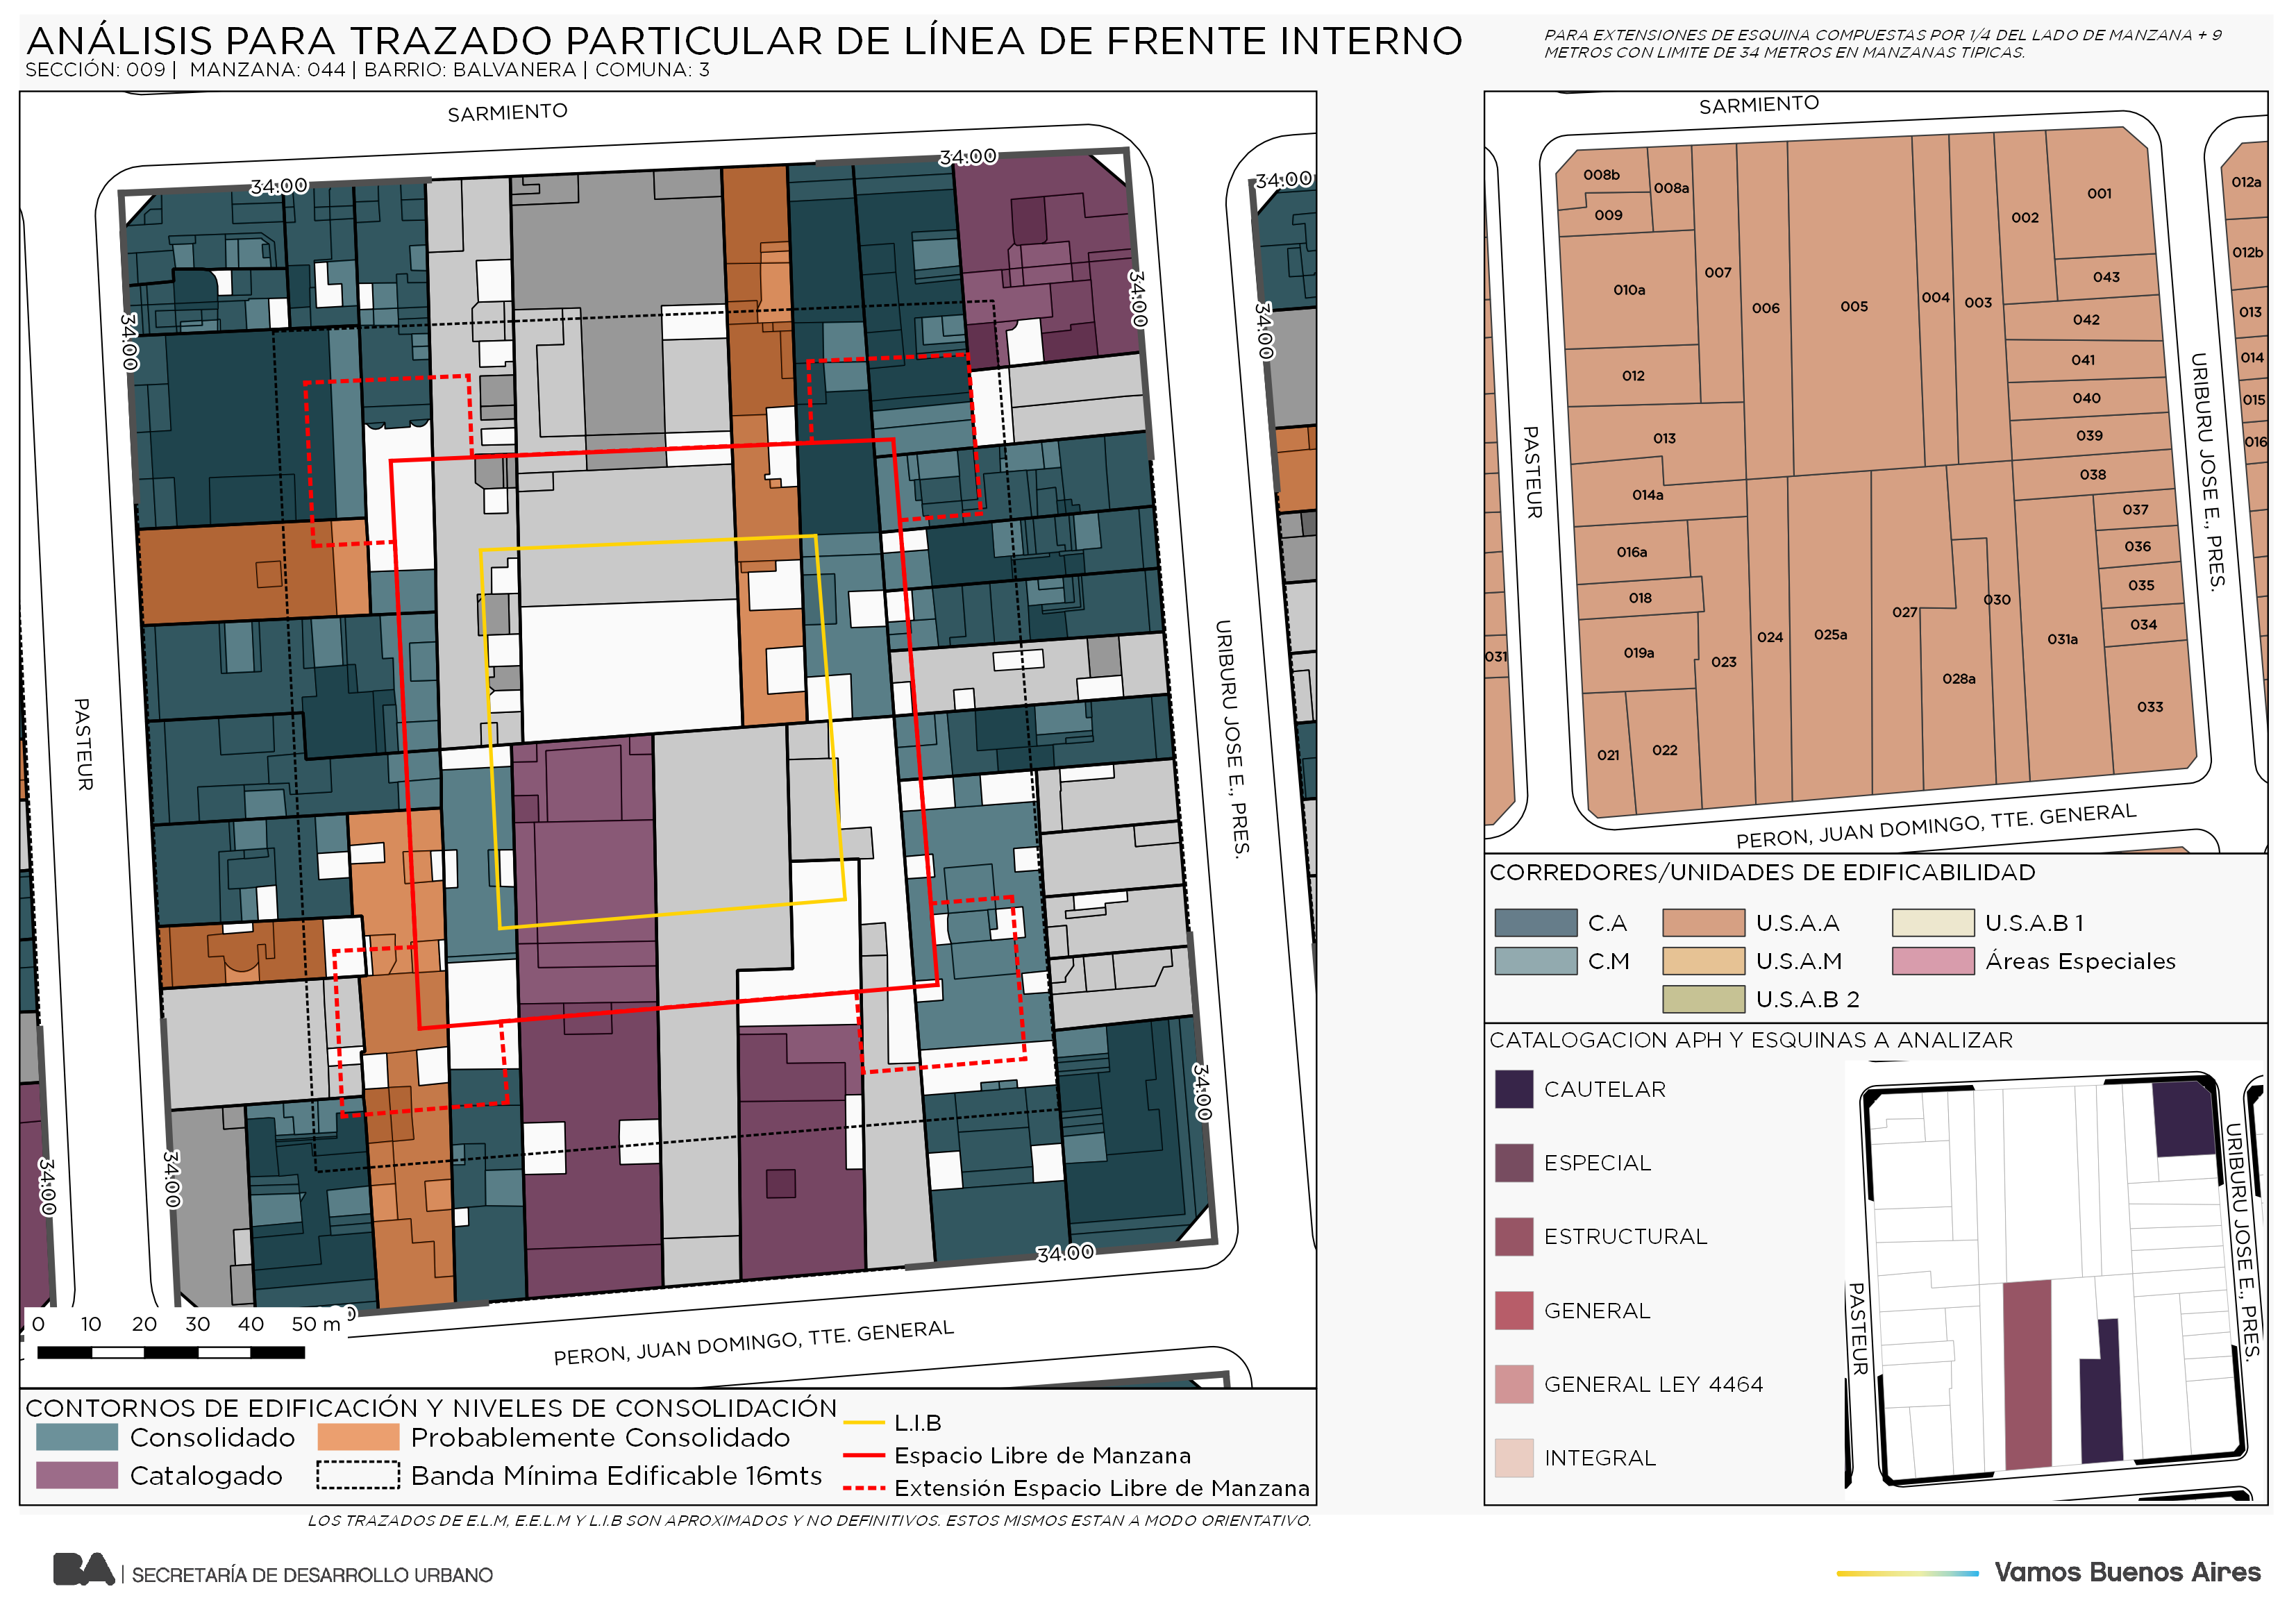 ANÁLISIS PARA TRAZADO PARTICULAR DE LÍNEA DE FRENTE INTERNO
SECCIÓN: 009 | MANZANA: 044 | BARRIO: BALVANERA | COMUNA: 3
PARA EXTENSIONES DE ESQUINA COMPUESTAS POR 1/4 DEL LADO DE MANZANA + 9
METROS CON LIMITE DE 34 METROS EN MANZANAS TIPICAS.
SARMIENTO
34.00
34.00
34.00
34.00
34.00
34.00
PASTEUR
URIBURU JOSE E., PRES.
34.00
34.00
34.00
34.00
0 10 20 30 40 50 m
PERON, JUAN DOMINGO, TTE. GENERAL
CONTORNOS DE EDIFICACIÓN Y NIVELES DE CONSOLIDACIÓN
Consolidado
Probablemente Consolidado
Catalogado
Banda Mínima Edificable 16mts
L.I.B
Espacio Libre de Manzana
Extensión Espacio Libre de Manzana
LOS TRAZADOS DE E.L.M, E.E.L.M Y L.I.B SON APROXIMADOS Y NO DEFINITIVOS. ESTOS MISMOS ESTAN A MODO ORIENTATIVO.
SARMIENTO
008b
008a
009
001
002
012a
012b
043
007
010a
006
005
004
003
042
013
041
014
012
040
015
013
039
016
038
014a
037
016a
036
018
035
030
027
034
024
025a
031a
019a
023
031
028a
033
021
022
PASTEUR
URIBURU JOSE E., PRES.
PERON, JUAN DOMINGO, TTE. GENERAL
CORREDORES/UNIDADES DE EDIFICABILIDAD
C.A
U.S.A.A
U.S.A.B 1
C.M
U.S.A.M
Áreas Especiales
U.S.A.B 2
CATALOGACION APH Y ESQUINAS A ANALIZAR
CAUTELAR
ESPECIAL
ESTRUCTURAL
GENERAL
GENERAL LEY 4464
INTEGRAL
PASTEUR
URIBURU JOSE E., PRES.
BA | SECRETARÍA DE DESARROLLO URBANO
Vamos Buenos Aires